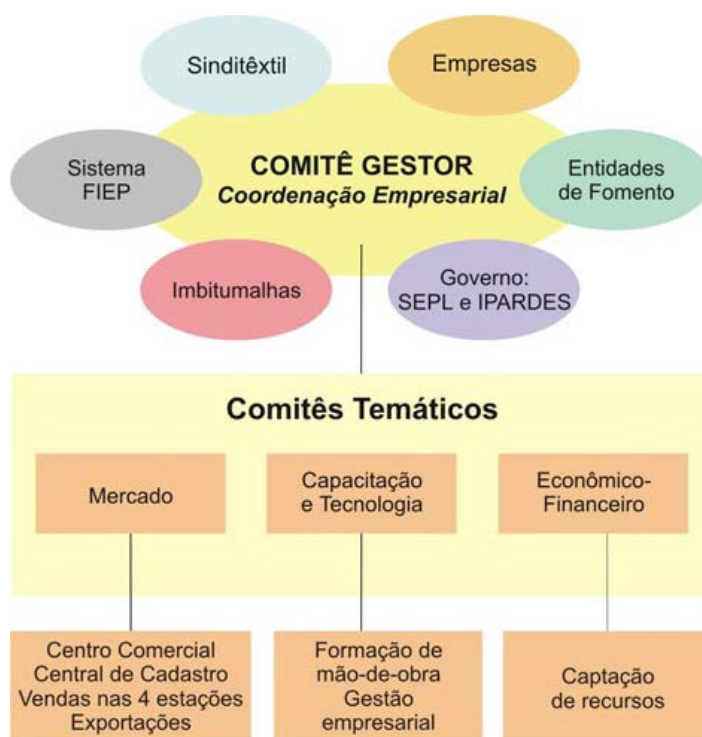 Sinditêxtil
Empresas
COMITÊ GESTOR
Coordenação Empresarial
Sistema
FIEP
Entidades
de Fomento
Imbitumalhas
Governo:
SEPL e IPARDES
Comitês Temáticos
Mercado
Capacitação
e Tecnologia
Econômico-
Financeiro
Centro Comercial
Central de Cadastro
Vendas nas 4 estações
Exportações
Formação de
mão-de-obra
Gestão
empresarial
Captação
de recursos